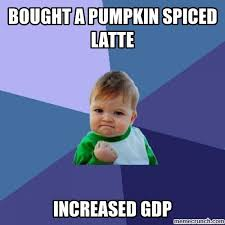 BOUGHT A PUMPKIN SPICED
LATTE
INCREASED GDP
memecrunch.com